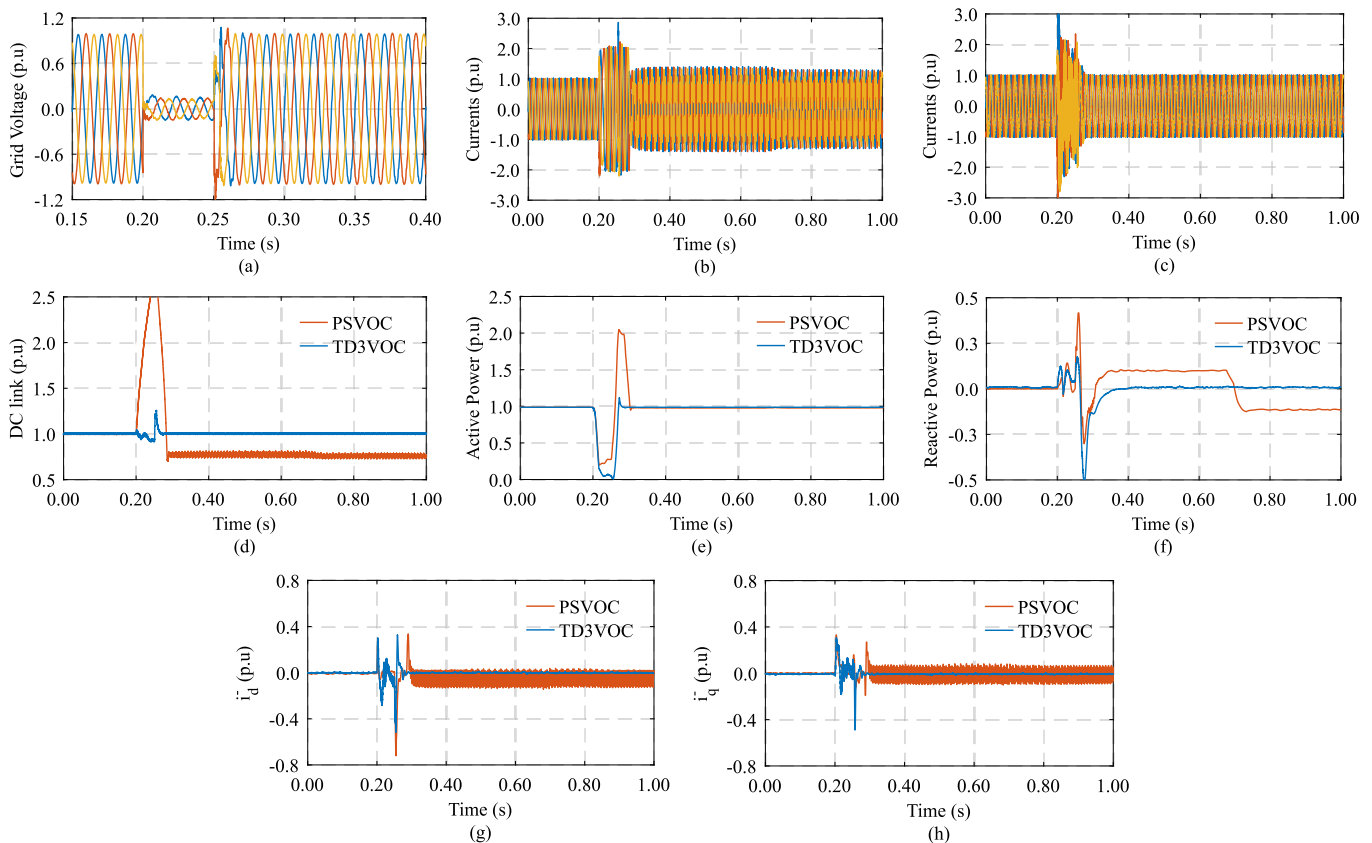 Grid Voltage (p.u)
1.2
0.6
0.0
-0.6
-1.2
0.15 0.20 0.25 0.30 0.35 0.40
Time (s)
(a)
Currents (p.u)
3.0
2.0
1.0
0.0
-1.0
-2.0
-3.0
0.00 0.20 0.40 0.60 0.80 1.00
Time (s)
(b)
Currents (p.u)
3.0
2.0
1.0
0.0
-1.0
-2.0
-3.0
0.00 0.20 0.40 0.60 0.80 1.00
Time (s)
(c)
DC link (p.u)
2.5
2.0
1.5
1.0
0.5
PSVOC
TD3VOC
0.00 0.20 0.40 0.60 0.80 1.00
Time (s)
(d)
Active Power (p.u)
2.5
2.0
1.5
1.0
0.5
0.0
PSVOC
TD3VOC
0.00 0.20 0.40 0.60 0.80 1.00
Time (s)
(e)
Reactive Power (p.u)
0.5
0.3
0.0
-0.3
-0.5
PSVOC
TD3VOC
0.00 0.20 0.40 0.60 0.80 1.00
Time (s)
(f)
i-d (p.u)
0.8
0.4
0.0
-0.4
-0.8
PSVOC
TD3VOC
0.00 0.20 0.40 0.60 0.80 1.00
Time (s)
(g)
i-q (p.u)
0.8
0.4
0.0
-0.4
-0.8
PSVOC
TD3VOC
0.00 0.20 0.40 0.60 0.80 1.00
Time (s)
(h)